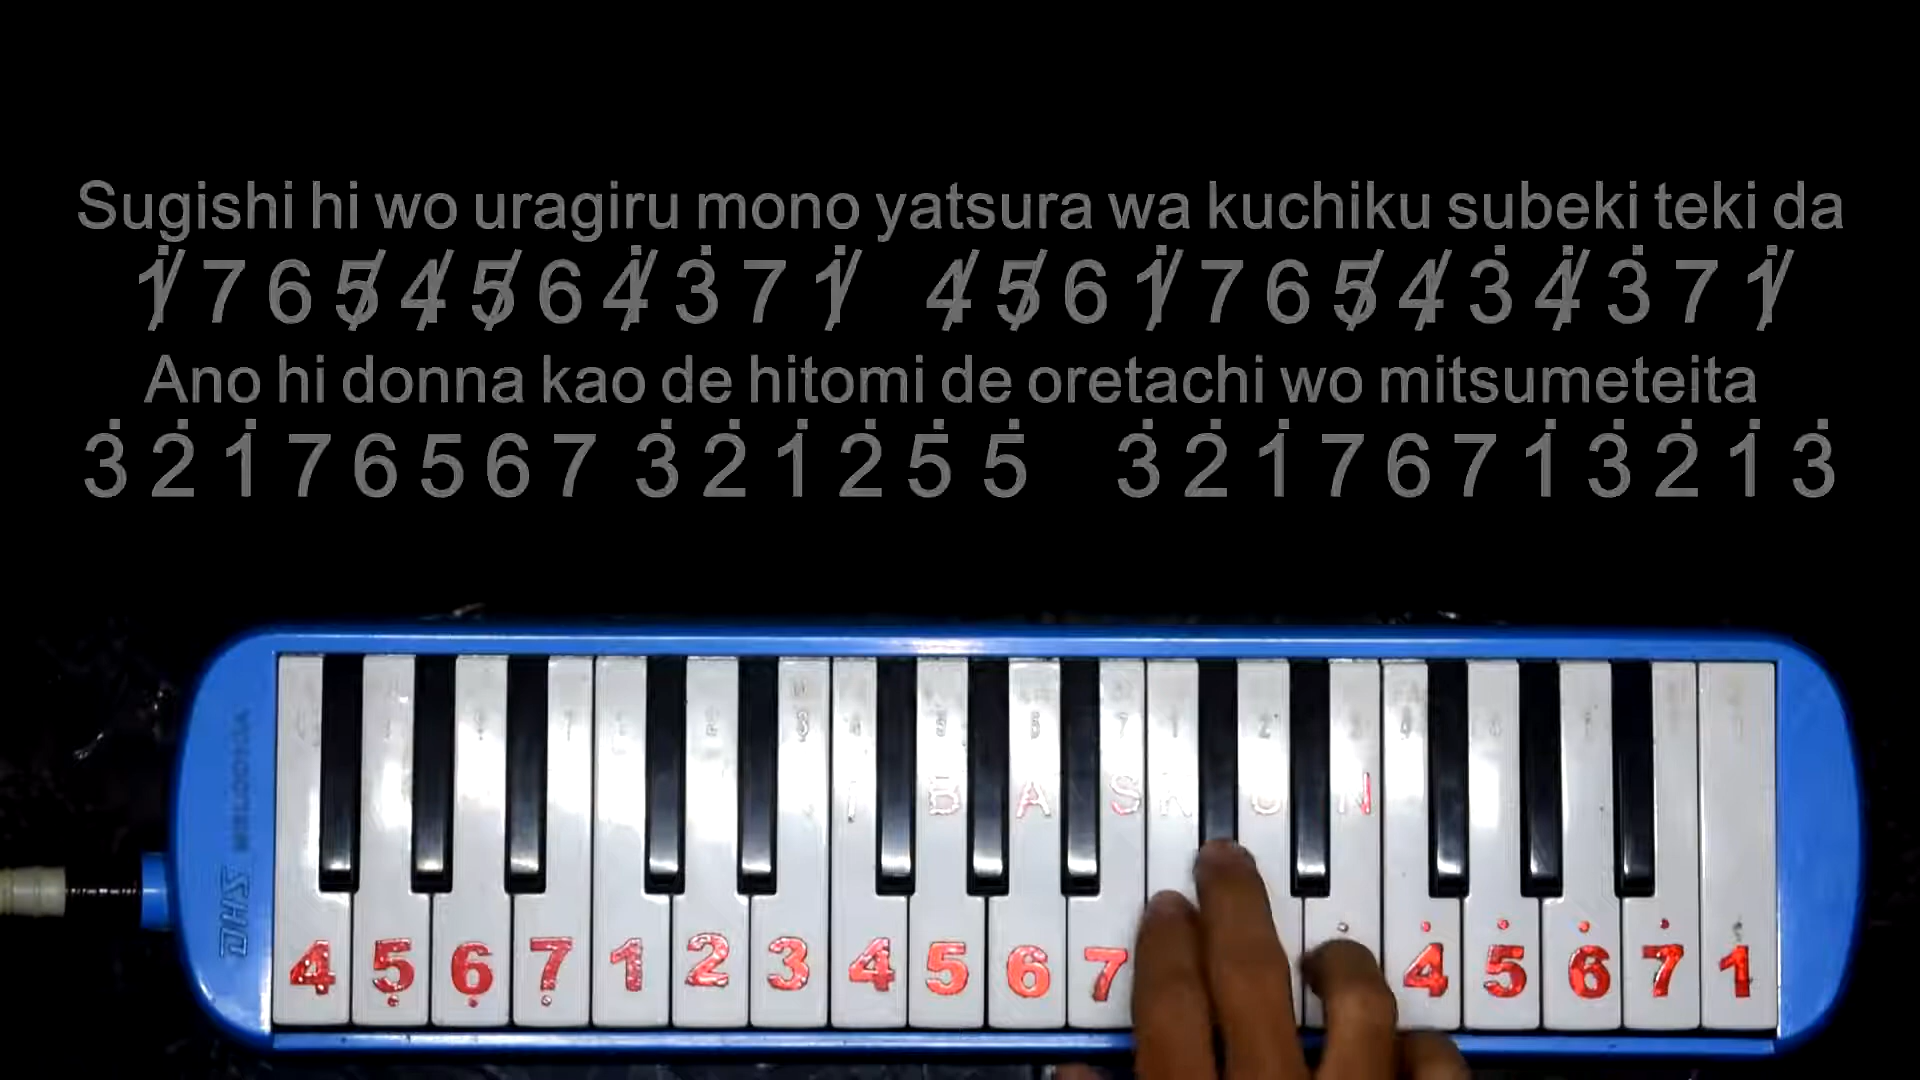 Sugishi hi wo uragiru mono yatsura wa kuchiku subeki teki da
1̸̇ 7 6 5̸ 4̸ 5̸ 6 4̸̇ 3̇ 7 1̸̇ 4̸ 5̸ 6 1̸̇ 7 6 5̸ 4̸ 3̇ 4̸̇ 3̇ 7 1̸̇
Ano hi donna kao de hitomi de oretachi wo mitsumeteita
3̇ 2̇ 1̇ 7 6 5 6 7 3̇ 2̇ 1̇ 2̇ 5̇ 5̇ 3̇ 2̇ 1̇ 7 6 7 1̇ 3̇ 2̇ 1̇ 3̇
B A S K U N
QHS MELODIKA
4 5̣ 6̣ 7̣ 1 2 3 4 5 6 7 4̇ 5̇ 6̇ 7̇ 1